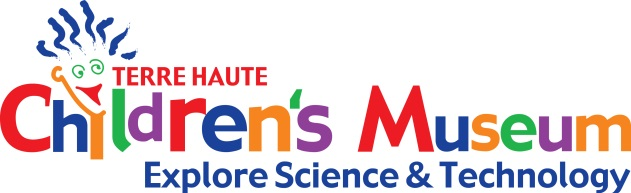 TERRE HAUTE
Children's Museum
Explore Science & Technology